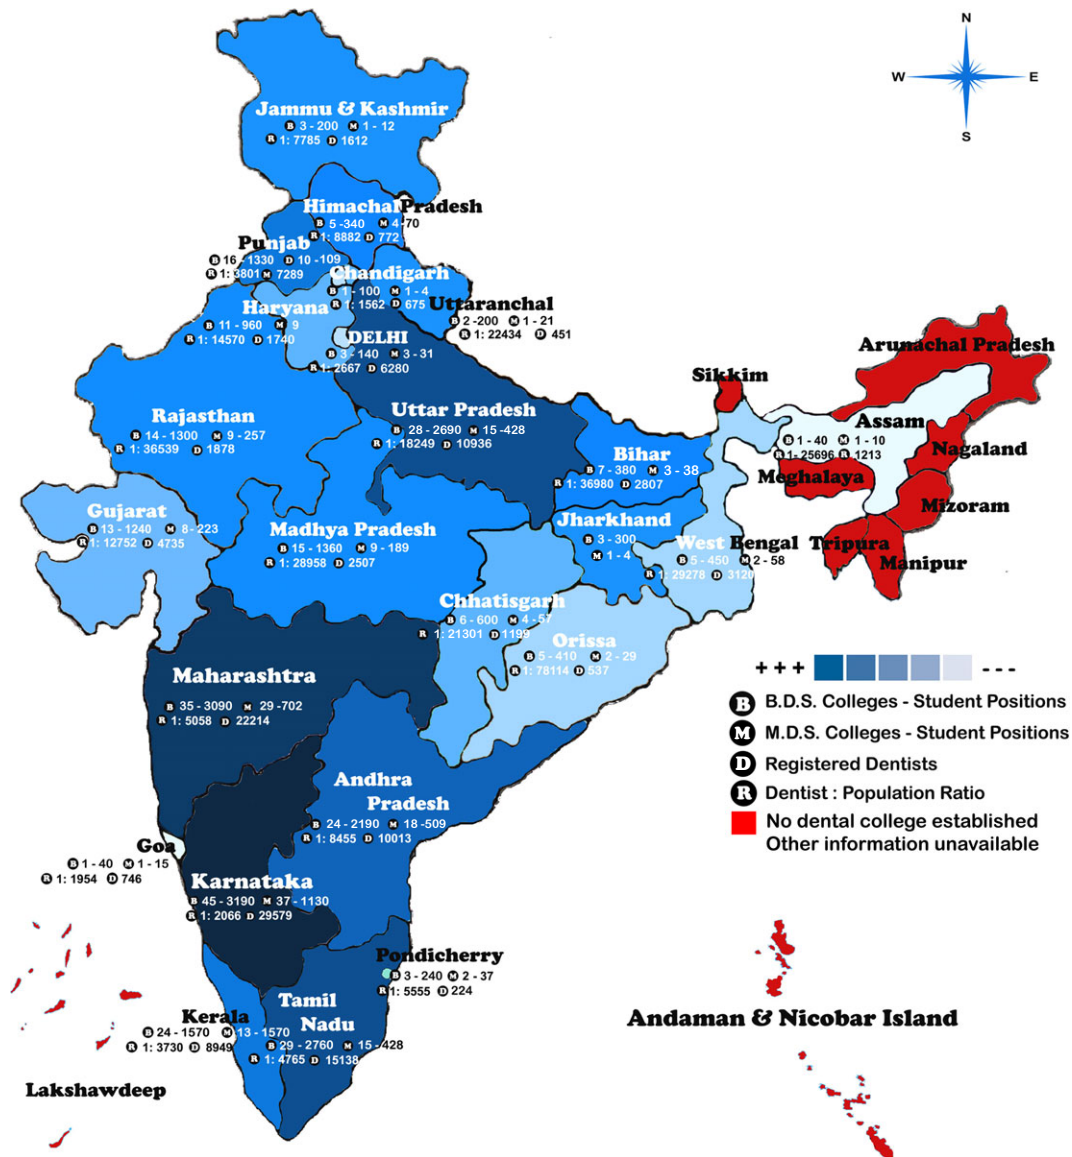 N
W E
S
Jammu & Kashmir
B 3 - 200 M 1 - 12
R 1: 7785 D 1612
Himachal Pradesh
B 5 -340 M 4 -70
R 1: 8882 D 772
Punjab
B 16 - 1330 D 10 -109
R 1: 3801 M 7289
Chandigarh
B 1 - 100 M 1 - 4
R 1: 1562 D 675
Uttaranchal
B 2 -200 M 1 - 21
R 1: 22434 D 451
Haryana
B 11 - 960 M 9
R 1: 14570 D 1740
DELHI
B 3 - 140 M 3 - 31
R 1: 2667 D 6280
Arunachal Pradesh
Sikkim
Rajasthan
B 14 - 1300 M 9 - 257
R 1: 36539 D 1878
Uttar Pradesh
B 28 - 2690 M 15 -428
R 1: 18249 D 10936
Assam
B 1 - 40 M 1 - 10
R 1- 25696 R 1213
Nagaland
Bihar
B 7 - 380 M 3 - 38
R 1: 36980 D 2807
Meghalaya
Mizoram
Gujarat
B 13 - 1240 M 8 - 223
R 1: 12752 D 4735
Madhya Pradesh
B 15 - 1360 M 9 - 189
R 1: 28958 D 2507
Jharkhand
B 3 - 300
M 1 - 4
West Bengal
B 5 - 450 M 2 - 58
R 1: 29278 D 3120
Tripura
Manipur
Chhatisgarh
B 6 - 600 M 4 - 57
R 1: 21301 D 1199
Orissa
B 5 - 410 M 2 - 29
R 1: 78114 D 537
Maharashtra
B 35 - 3090 M 29 -702
R 1: 5058 D 22214
+ + + - - -
B B.D.S. Colleges - Student Positions
M M.D.S. Colleges - Student Positions
D Registered Dentists
R Dentist : Population Ratio
No dental college established
Other information unavailable
Andhra
Pradesh
B 24 - 2190 M 18 -509
R 1: 8455 D 10013
Goa
B 1 - 40 M 1 - 15
R 1: 1954 D 746
Karnataka
B 45 - 3190 M 37 - 1130
R 1: 2066 D 29579
Pondicherry
B 3 - 240 M 2 - 37
R 1: 5555 D 224
Tamil
Nadu
B 29 - 2760 M 15 - 428
R 1: 4765 D 15138
Kerala
B 24 - 1570 M 13 - 1570
R 1: 3730 D 8949
Andaman & Nicobar Island
Lakshawdeep